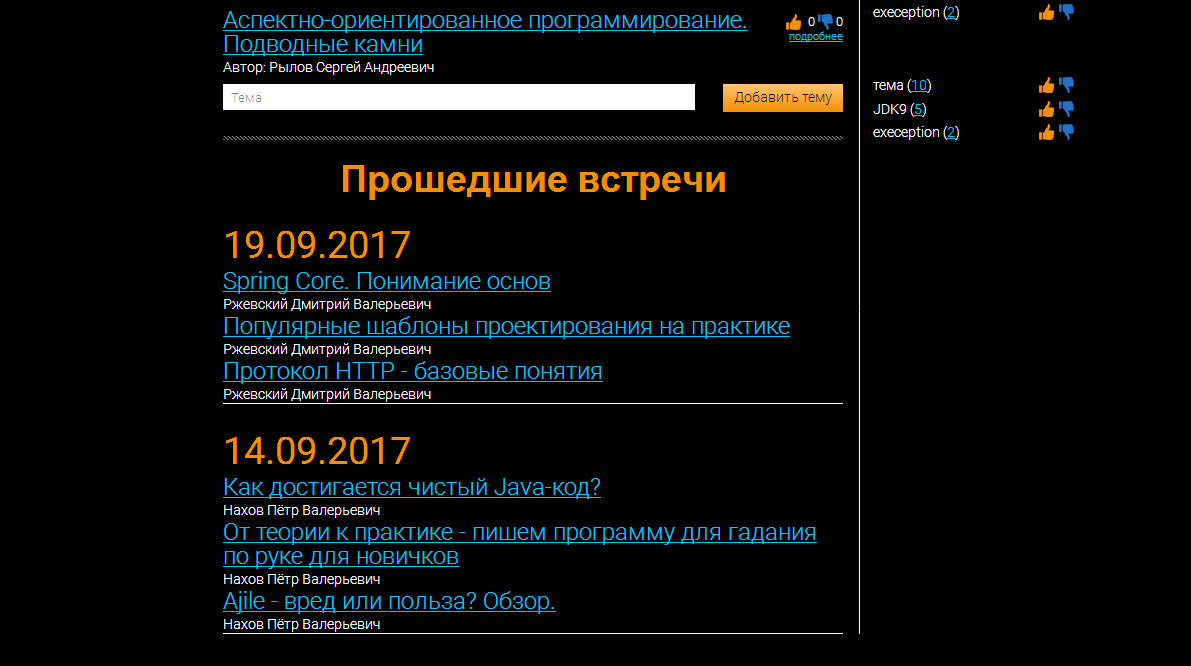 Аспектно-ориентированное программирование.
Подводные камни
0 0
подробнее
Автор: Рылов Сергей Андреевич
Тема
Добавить тему
Прошедшие встречи
19.09.2017
Spring Core. Понимание основ
Ржевский Дмитрий Валерьевич
Популярные шаблоны проектирования на практике
Ржевский Дмитрий Валерьевич
Протокол HTTP - базовые понятия
Ржевский Дмитрий Валерьевич
14.09.2017
Как достигается чистый Java-код?
Нахов Пётр Валерьевич
От теории к практике - пишем программу для гадания
по руке для новичков
Нахов Пётр Валерьевич
Ajile - вред или польза? Обзор.
Нахов Пётр Валерьевич
exeception (2)
тема (10)
JDK9 (5)
exeception (2)